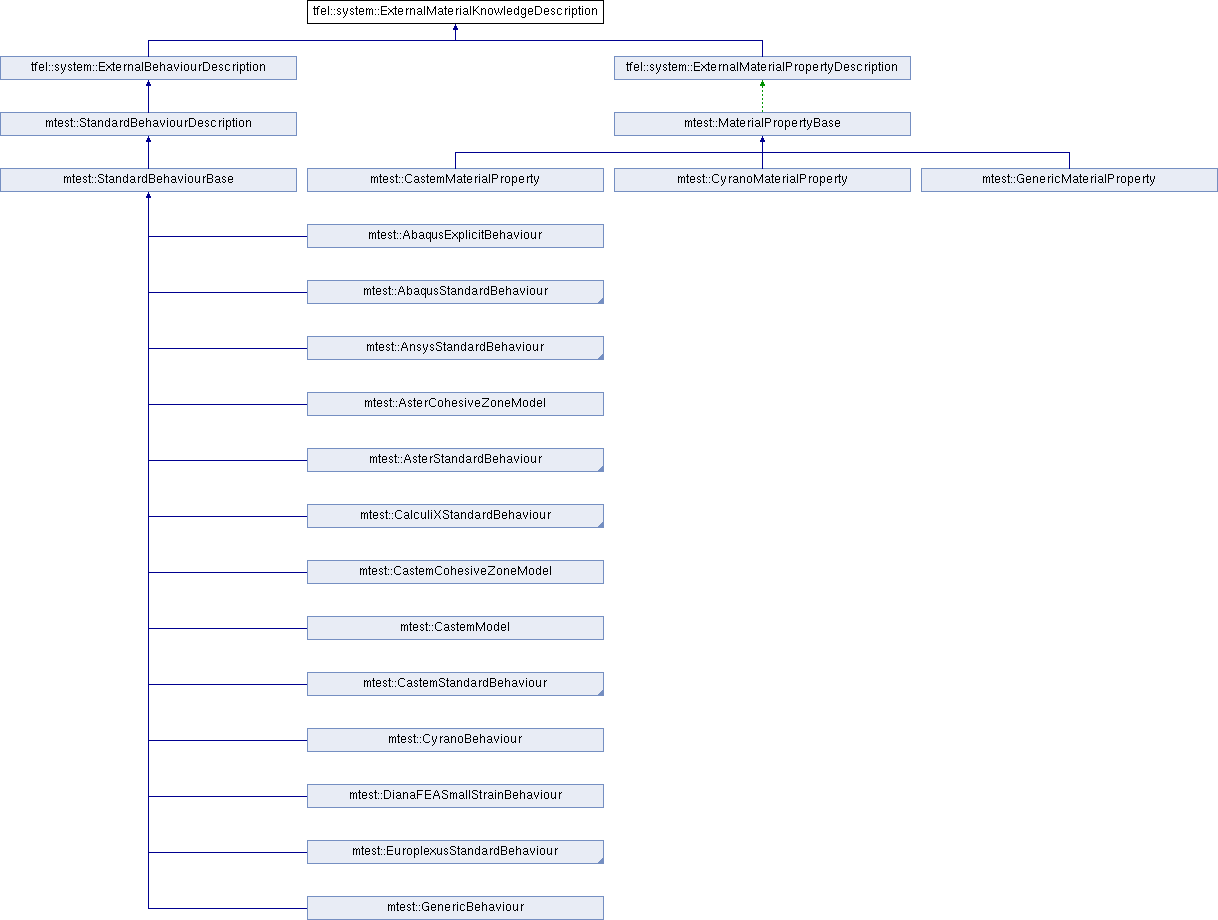 tfel::system::ExternalMaterialKnowledgeDescription
tfel::system::ExternalBehaviourDescription
tfel::system::ExternalMaterialPropertyDescription
mtest::StandardBehaviourDescription
mtest::MaterialPropertyBase
mtest::StandardBehaviourBase
mtest::CastemMaterialProperty
mtest::CyranoMaterialProperty
mtest::GenericMaterialProperty
mtest::AbaqusExplicitBehaviour
mtest::AbaqusStandardBehaviour
mtest::AnsysStandardBehaviour
mtest::AsterCohesiveZoneModel
mtest::AsterStandardBehaviour
mtest::CalculiXStandardBehaviour
mtest::CastemCohesiveZoneModel
mtest::CastemModel
mtest::CastemStandardBehaviour
mtest::CyranoBehaviour
mtest::DianaFEASmallStrainBehaviour
mtest::EuroplexusStandardBehaviour
mtest::GenericBehaviour